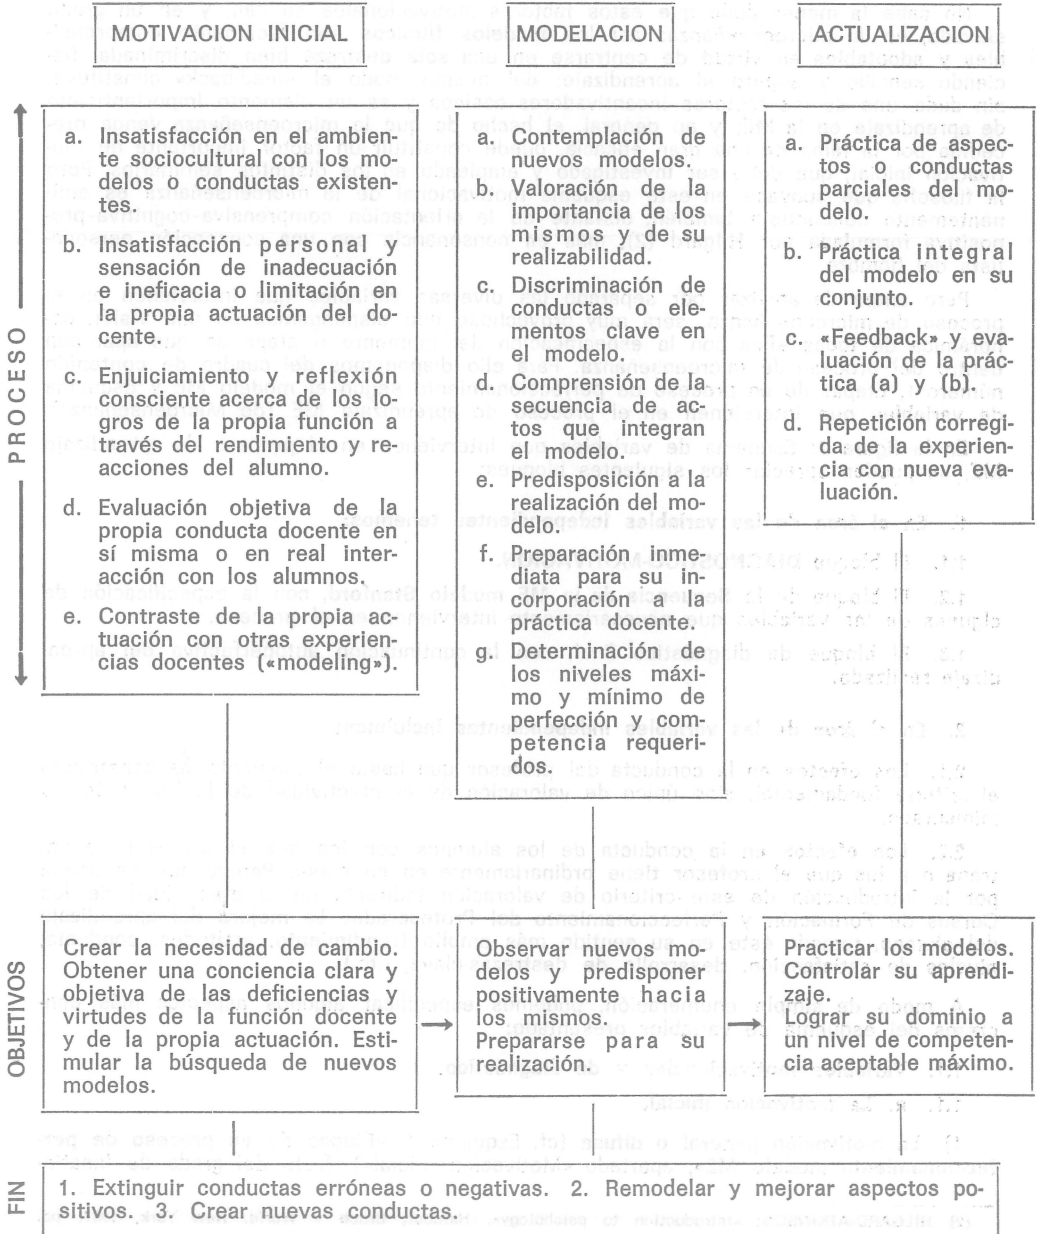 MOTIVACION INICIAL
MODELACION
ACTUALIZACION
PROCESO
a. Insatisfacción en el ambien-
te sociocultural con los mo-
delos o conductas existen-
tes.
b. Insatisfacción personal y
sensación de inadecuación
e ineficacia o limitación en
la propia actuación del do-
cente.
c. Enjuiciamiento y reflexión
consciente acerca de los lo-
gros de la propia función a
través del rendimiento y re-
acciones del alumno.
d. Evaluación objetiva de la
propia conducta docente en
sí misma o en real inter-
acción con los alumnos.
e. Contraste de la propia ac-
tuación con otras experien-
cias docentes («modeling»).
a. Contemplación de
nuevos modelos.
b. Valoración de la
importancia de los
mismos y de su
realizabilidad.
c. Discriminación de
conductas o ele-
mentos clave en
el modelo.
d. Comprensión de la
secuencia de ac-
tos que integran
el modelo.
e. Predisposición a la
realización del mo-
delo.
f. Preparación inme-
diata para su in-
corporación a la
práctica docente.
g. Determinación de
los niveles máxi-
mo y mínimo de
perfección y com-
petencia requeri-
dos.
a. Práctica de aspec-
tos o conductas
parciales del mo-
delo.
b. Práctica integral
del modelo en su
conjunto.
c. «Feedback» o eva-
luación de la prác-
tica (a) y (b).
d. Repetición corregi-
da de la experien-
cia con nueva eva-
luación.
OBJETIVOS
Crear la necesidad de cambio.
Obtener una conciencia clara y
objetiva de las deficiencias y
virtudes de la función docente
y de la propia actuación. Esti-
mular la búsqueda de nuevos
modelos.
Observar nuevos mo-
delos y predisponer
positivamente hacia
los mismos.
Prepararse para su
realización.
Practicar los modelos.
Controlar su aprendi-
zaje.
Lograr su dominio a
un nivel de competen-
cia aceptable máximo.
FIN
1. Extinguir conductas erróneas o negativas. 2. Remodelar y mejorar aspectos po-
sitivos. 3. Crear nuevas conductas.